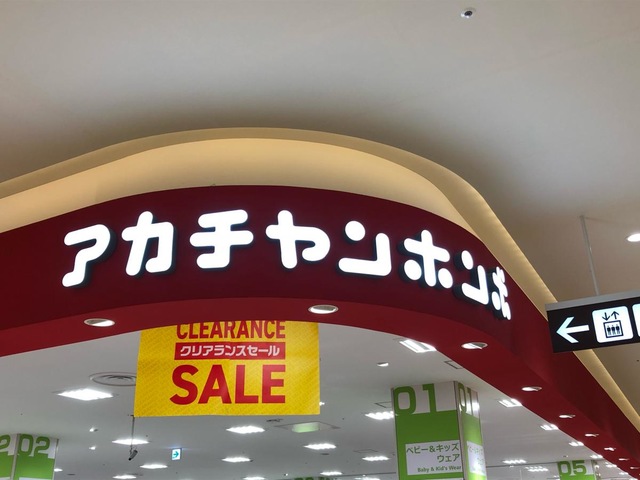 アカチャンホンポ
CLEARANCE
クリアランスセール
SALE
01
ベビー&キッズ
ウェア
Baby & Kid's Wear
02
05